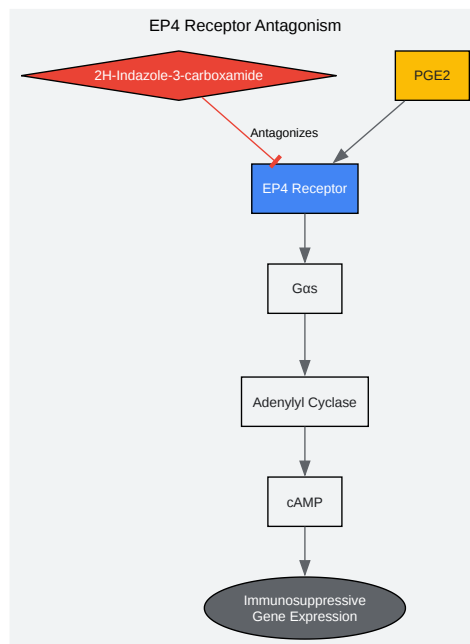 EP4 Receptor Antagonism
2H-Indazole-3-carboxamide
PGE2
Antagonizes
EP4 Receptor
Gαs
Adenylyl Cyclase
cAMP
Immunosuppressive
Gene Expression